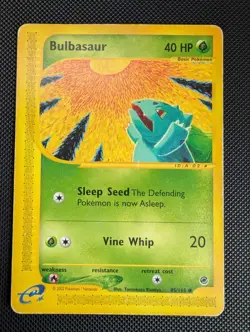 Bulbasaur 40 HP
Basic Pokémon
Sleep Seed The Defending
Pokémon is now Asleep.
Vine Whip 20
weakness resistance retreat cost